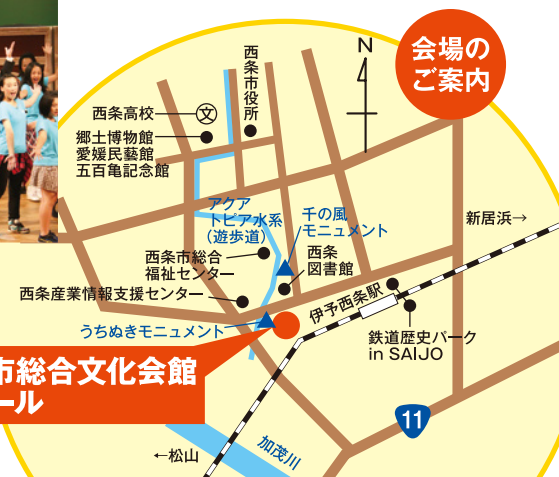 会場の
ご案内
N
西条市役所
西条高校
文
郷土博物館
愛媛民藝館
五百亀記念館
アクア
トピア水系
（遊歩道）
千の風
モニュメント
新居浜→
西条市総合
福祉センター
西条
図書館
西条産業情報支援センター
伊予西条駅
うちぬきモニュメント
鉄道歴史パーク
in SAIJO
市総合文化会館
ール
11
←松山
加茂川